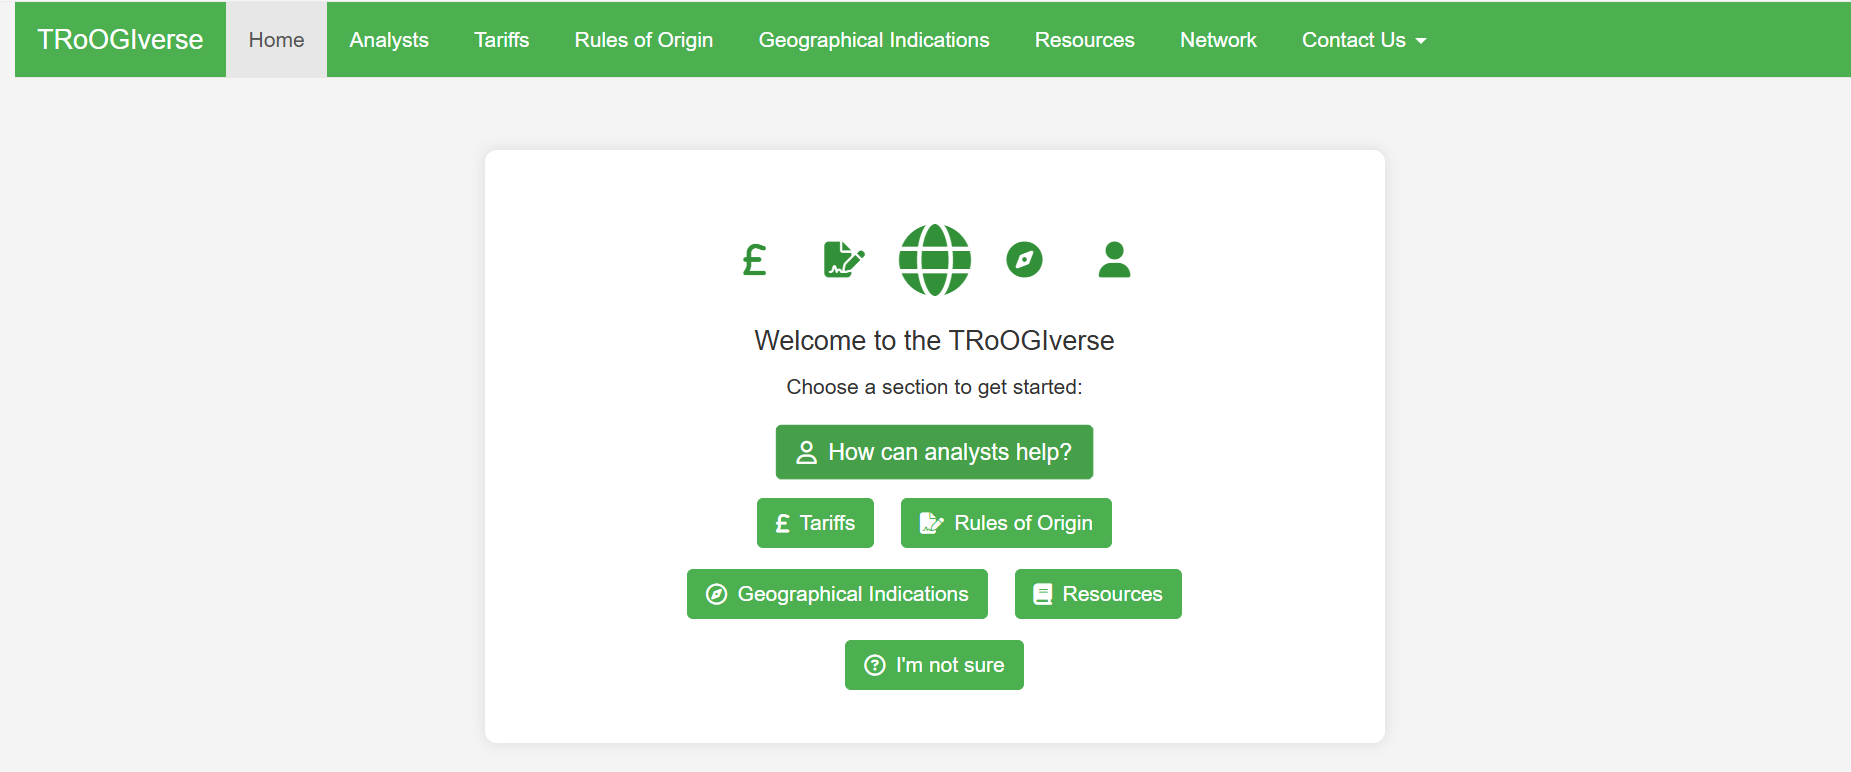 TRoOGIverse Home Analysts Tariffs Rules of Origin Geographical Indications Resources Network Contact Us
£
Welcome to the TRoOGIverse
Choose a section to get started:
How can analysts help?
£ Tariffs Rules of Origin
Geographical Indications Resources
? I'm not sure